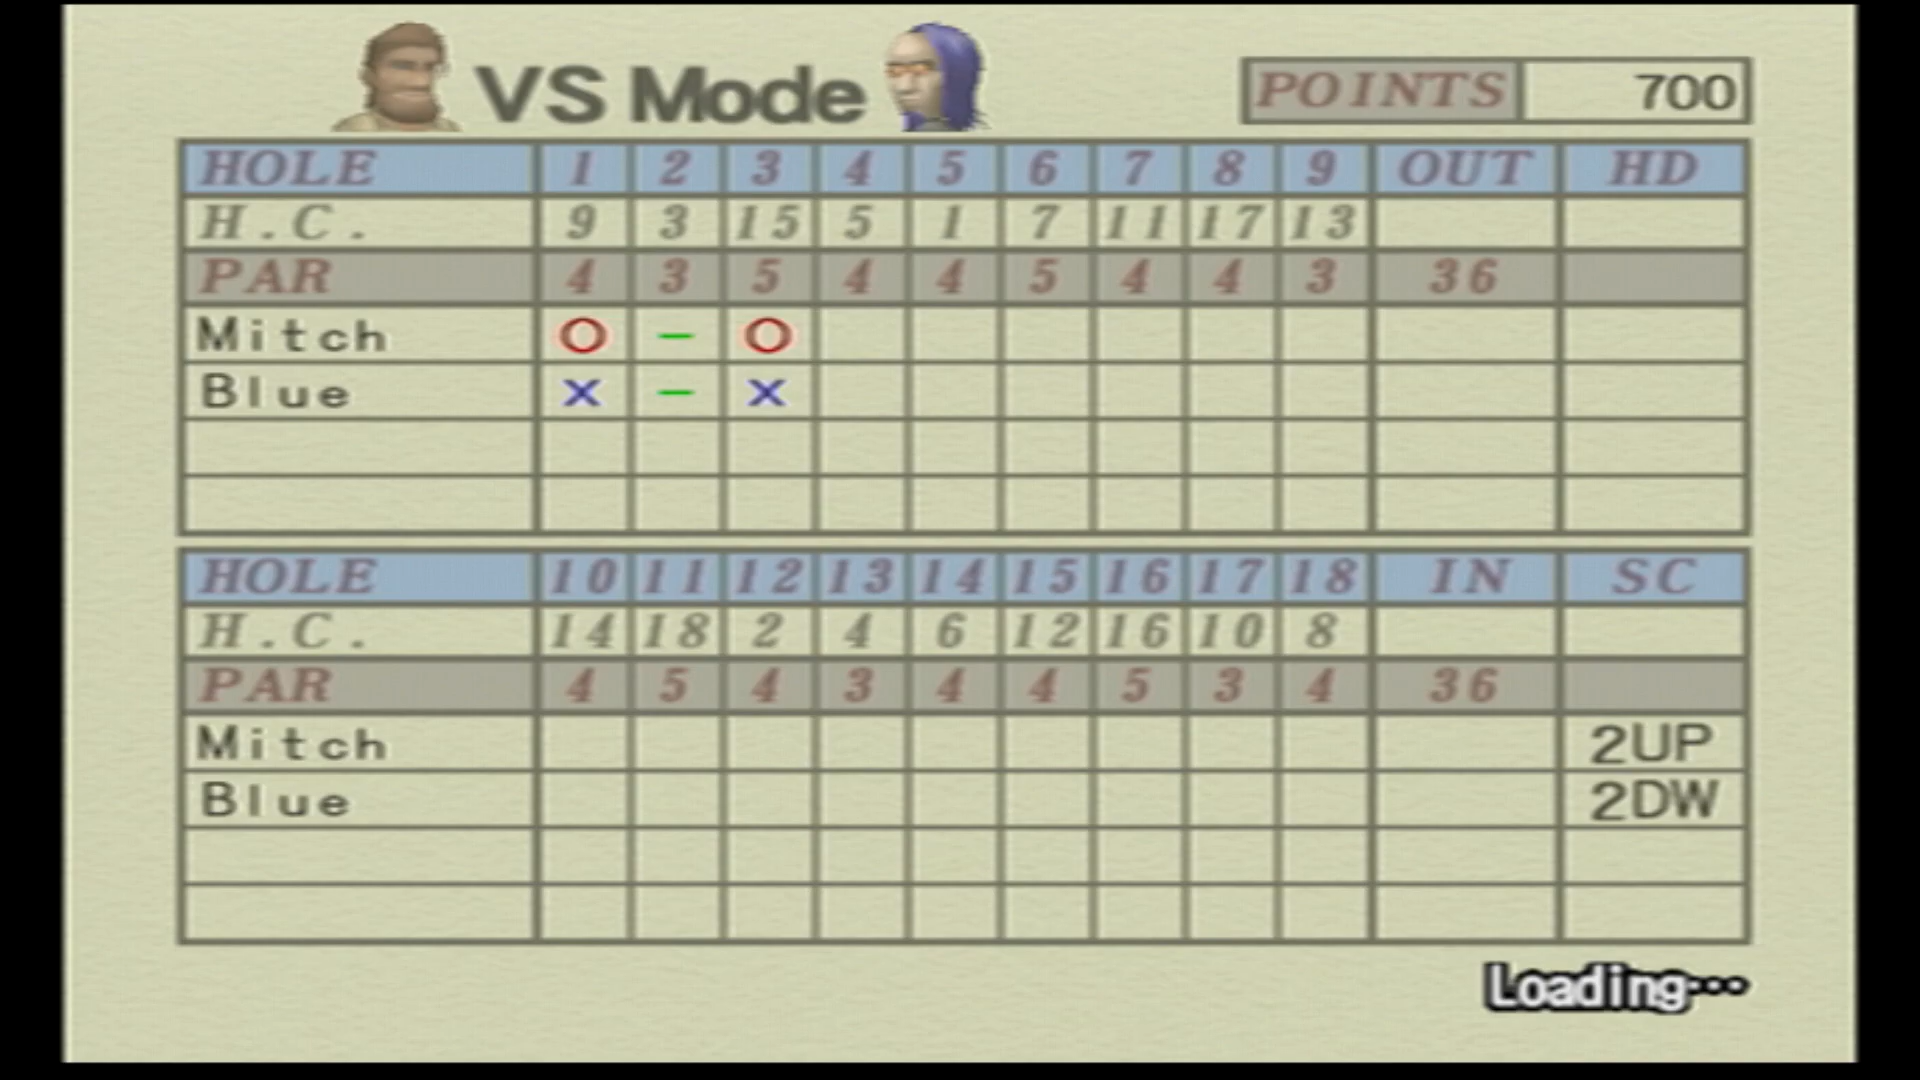 VS Mode POINTS 700
HOLE 1 2 3 4 5 6 7 8 9 OUT HD
H.C. 9 3 15 5 1 7 11 17 13
PAR 4 3 5 4 4 5 4 4 3 36
Mitch O - O
Blue × - ×
HOLE 10 11 12 13 14 15 16 17 18 IN SC
H.C. 14 18 2 4 6 12 16 10 8
PAR 4 5 4 3 4 4 5 3 4 36
Mitch 2UP
Blue 2DW
Loading•••